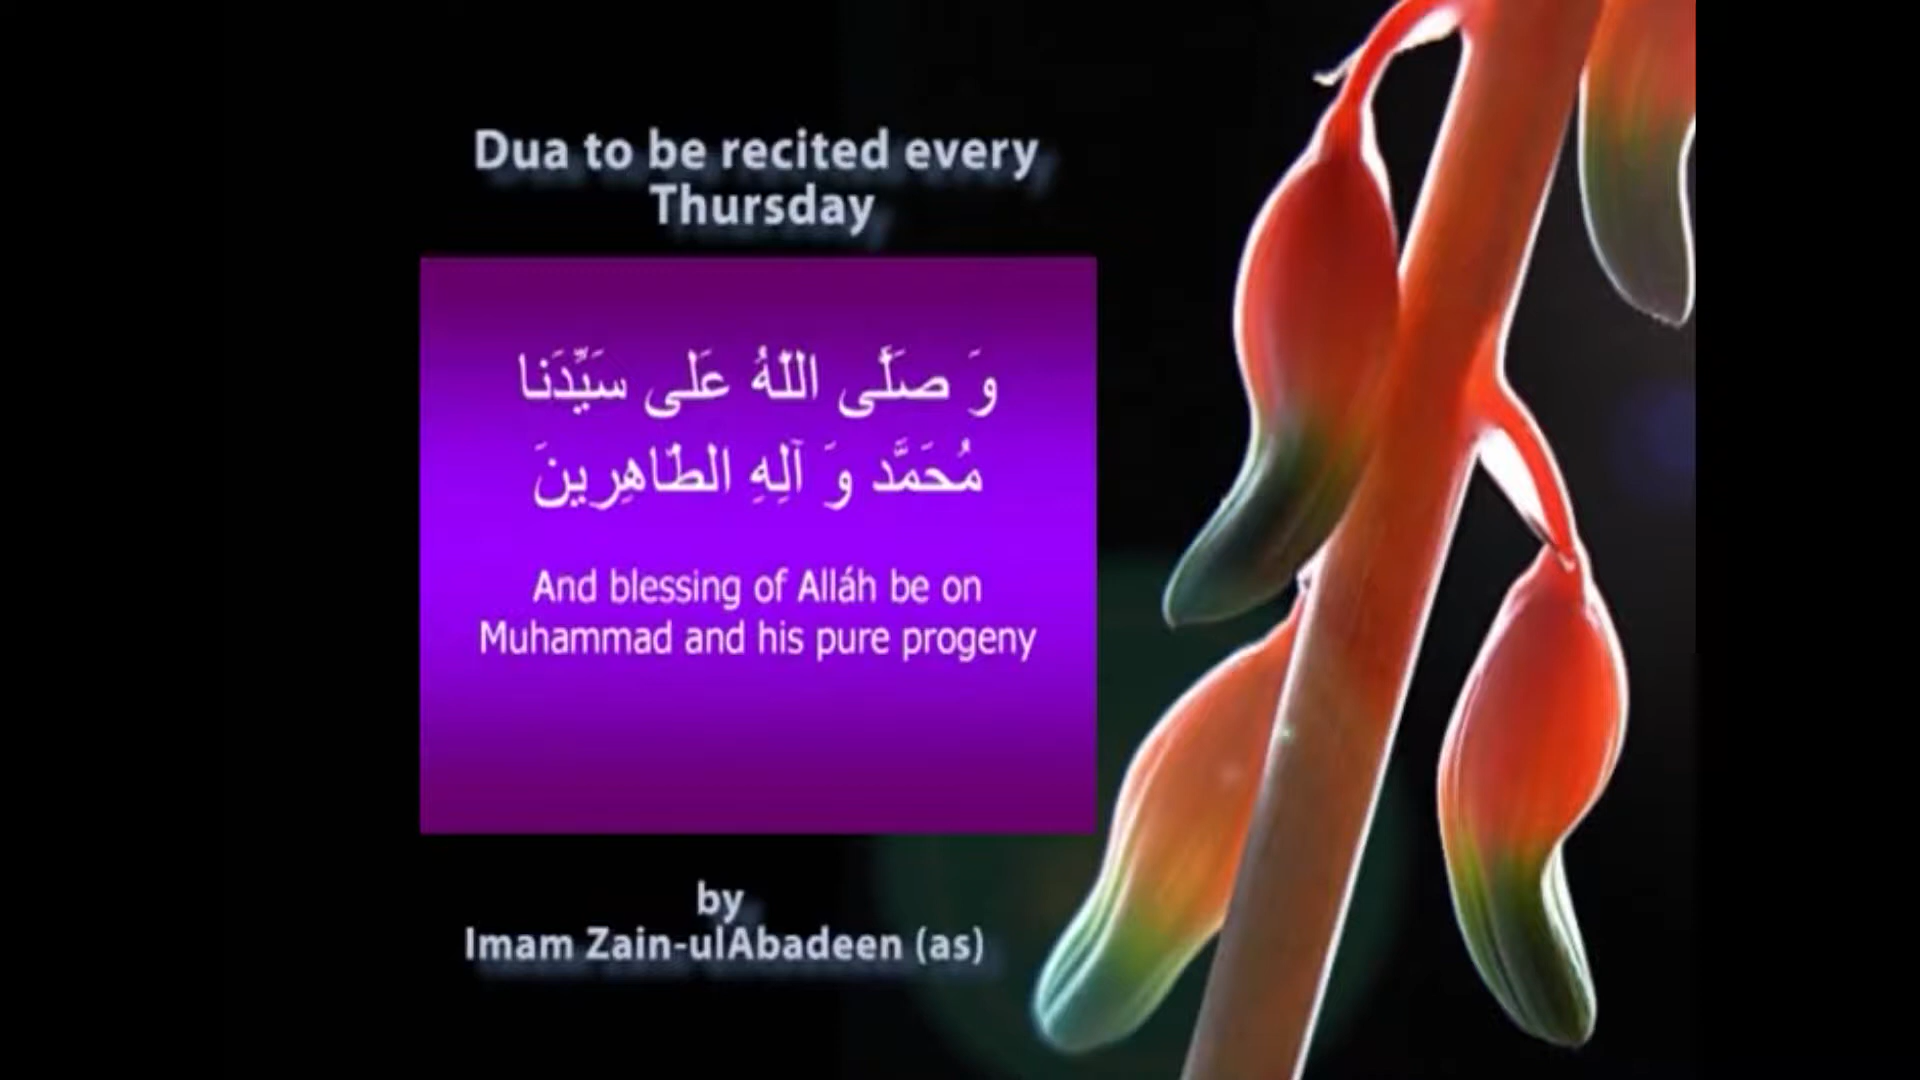 Dua to be recited every
Thursday
وَ صَلَّى اللّٰهُ عَلٰى سَيِّدَنا
مُحَمَّد وَ آلِهِ الطّاهِرِينَ
And blessing of Alláh be on
Muhammad and his pure progeny
by
Imam Zain-ulAbadeen (as)